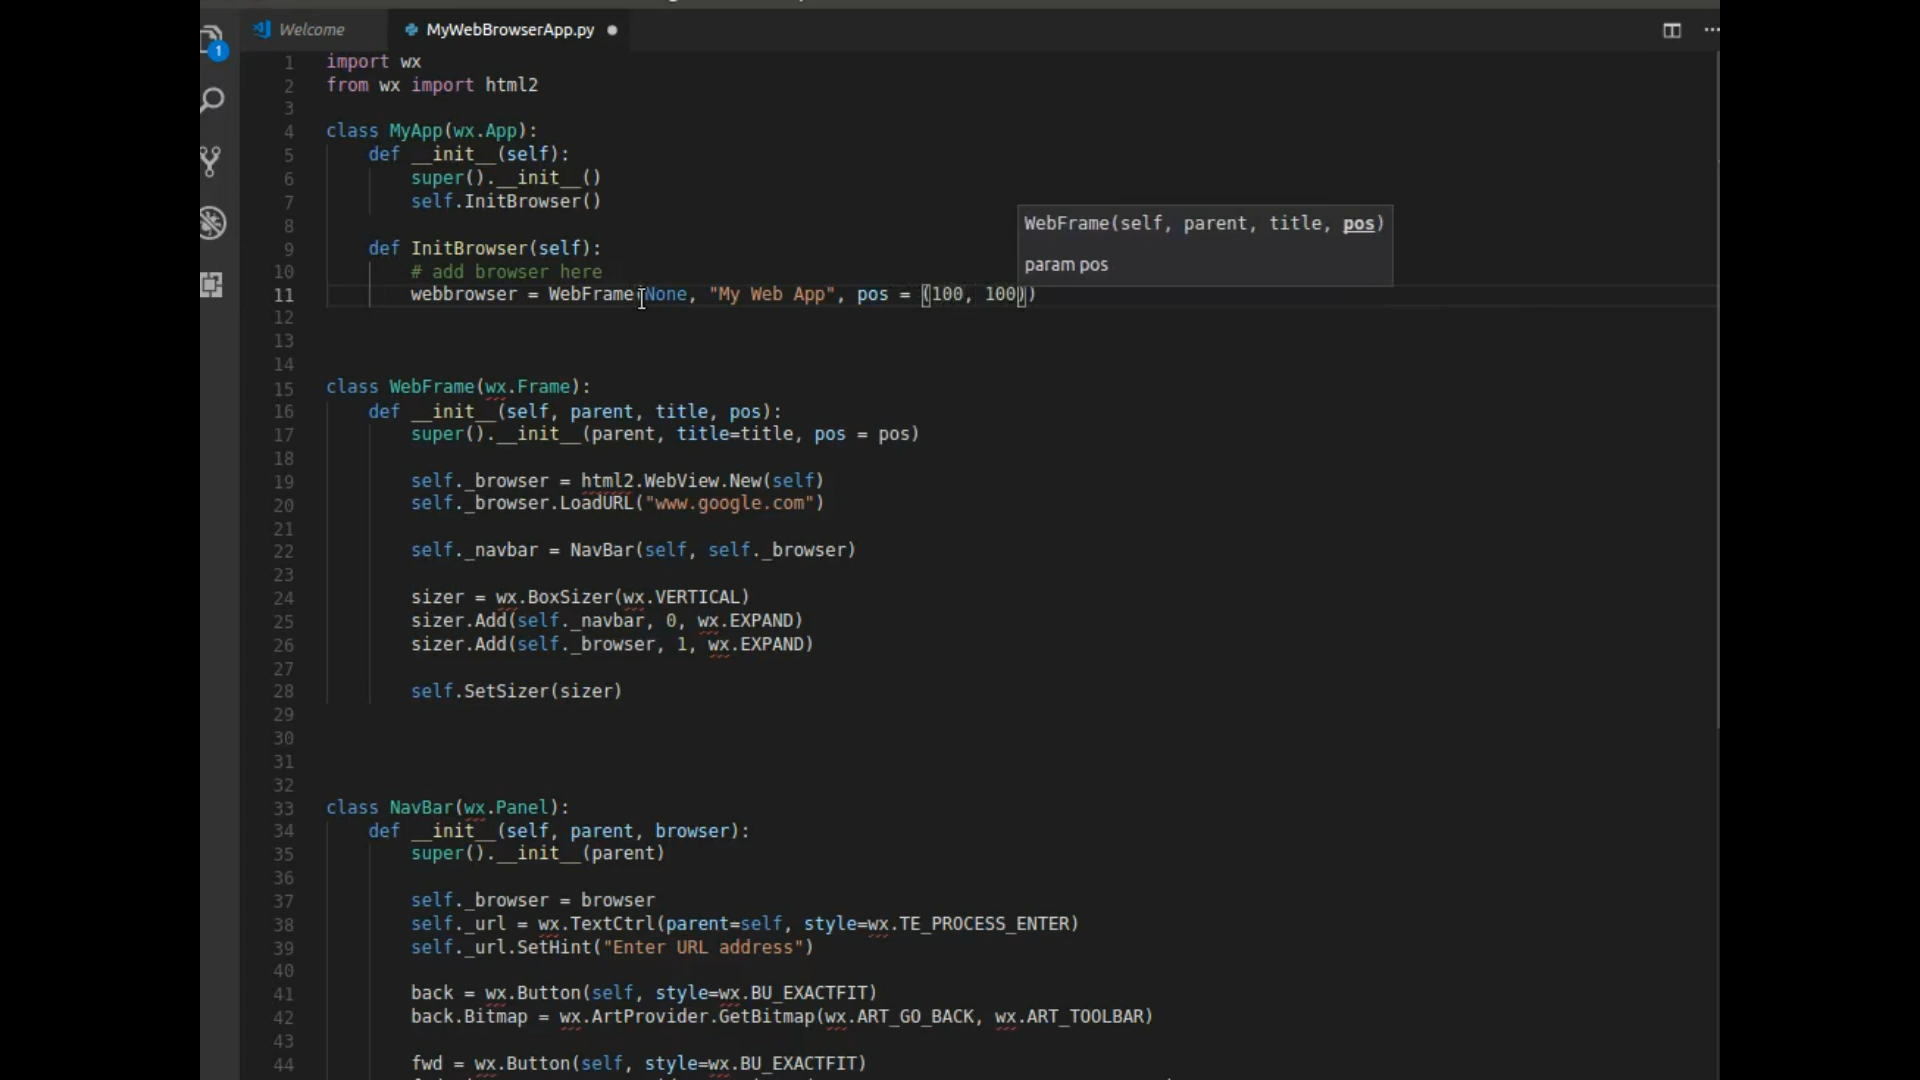 Welcome
MyWebBrowserApp.py
1
1 import wx
2 from wx import html2
3
4 class MyApp(wx.App):
5 def __init__(self):
6 super().__init__()
7 self.InitBrowser()
8
9 def InitBrowser(self):
10 # add browser here
11 webbrowser = WebFrame(None, "My Web App", pos = (100, 100))
WebFrame(self, parent, title, pos)
param pos
12
13
14
15 class WebFrame(wx.Frame):
16 def __init__(self, parent, title, pos):
17 super().__init__(parent, title=title, pos = pos)
18
19 self._browser = html2.WebView.New(self)
20 self._browser.LoadURL("www.google.com")
21
22 self._navbar = NavBar(self, self._browser)
23
24 sizer = wx.BoxSizer(wx.VERTICAL)
25 sizer.Add(self._navbar, 0, wx.EXPAND)
26 sizer.Add(self._browser, 1, wx.EXPAND)
27
28 self.SetSizer(sizer)
29
30
31
32
33 class NavBar(wx.Panel):
34 def __init__(self, parent, browser):
35 super().__init__(parent)
36
37 self._browser = browser
38 self._url = wx.TextCtrl(parent=self, style=wx.TE_PROCESS_ENTER)
39 self._url.SetHint("Enter URL address")
40
41 back = wx.Button(self, style=wx.BU_EXACTFIT)
42 back.Bitmap = wx.ArtProvider.GetBitmap(wx.ART_GO_BACK, wx.ART_TOOLBAR)
43
44 fwd = wx.Button(self, style=wx.BU_EXACTFIT)